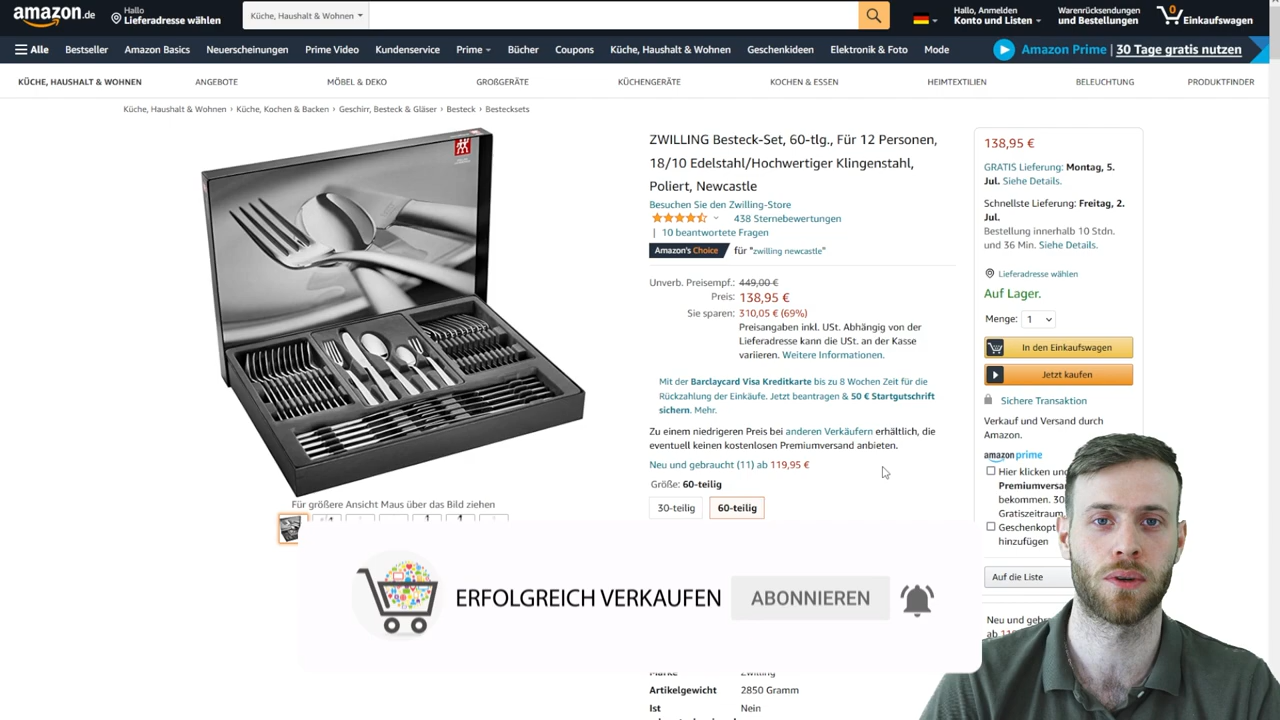 amazon.de
Hallo
Lieferadresse wählen
Küche, Haushalt & Wohnen
Hallo, Anmelden
Konto und Listen
Warenrücksendungen
und Bestellungen
0
Einkaufswagen
Alle
Bestseller
Amazon Basics
Neuerscheinungen
Prime Video
Kundenservice
Prime
Bücher
Coupons
Küche, Haushalt & Wohnen
Geschenkideen
Elektronik & Foto
Mode
Amazon Prime | 30 Tage gratis nutzen
KÜCHE, HAUSHALT & WOHNEN
ANGEBOTE
MÖBEL & DEKO
GROßGERÄTE
KÜCHENGERÄTE
KOCHEN & ESSEN
HEIMTEXTILIEN
BELEUCHTUNG
PRODUKTFINDER
Küche, Haushalt & Wohnen › Küche, Kochen & Backen › Geschirr, Besteck & Gläser › Besteck › Bestecksets
Für größere Ansicht Maus über das Bild ziehen
ZWILLING Besteck-Set, 60-tlg., Für 12 Personen,
18/10 Edelstahl/Hochwertiger Klingenstahl,
Poliert, Newcastle
Besuchen Sie den Zwilling-Store
438 Sternebewertungen
| 10 beantwortete Fragen
Amazon's Choice für "zwilling newcastle"
Unverb. Preisempf.: 449,00 €
Preis: 138,95 €
Sie sparen: 310,05 € (69%)
Preisangaben inkl. USt. Abhängig von der
Lieferadresse kann die USt. an der Kasse
variieren. Weitere Informationen.
Mit der Barclaycard Visa Kreditkarte bis zu 8 Wochen Zeit für die
Rückzahlung der Einkäufe. Jetzt beantragen & 50 € Startgutschrift
sichern. Mehr.
Zu einem niedrigeren Preis bei anderen Verkäufern erhältlich, die
eventuell keinen kostenlosen Premiumversand anbieten.
Neu und gebraucht (11) ab 119,95 €
Größe: 60-teilig
30-teilig
60-teilig
138,95 €
GRATIS Lieferung: Montag, 5.
Jul. Siehe Details.
Schnellste Lieferung: Freitag, 2.
Jul.
Bestellung innerhalb 10 Stdn.
und 36 Min. Siehe Details.
Lieferadresse wählen
Auf Lager.
Menge: 1
In den Einkaufswagen
Jetzt kaufen
Sichere Transaktion
Verkauf und Versand durch
Amazon.
amazon prime
Hier klicken und
Premiumversa
bekommen. 30
Gratiszeitraum
Geschenkopt
hinzufügen
Auf die Liste
Neu und gebr
ab
ERFOLGREICH VERKAUFEN
ABONNIEREN
Marke Zwilling
Artikelgewicht 2850 Gramm
Ist Nein